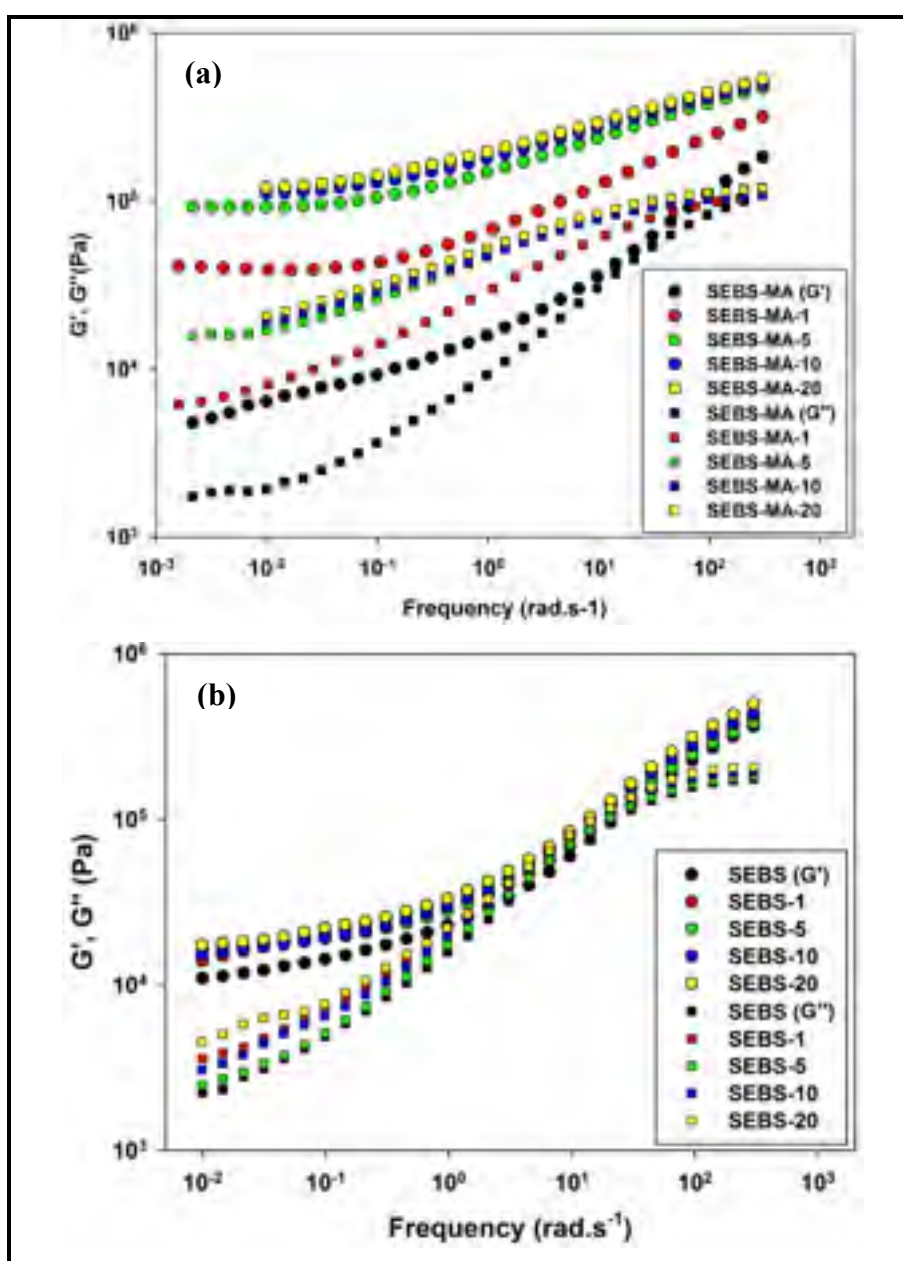 (a)
10⁶
10⁵
10⁴
10³
G', G''(Pa)
SEBS-MA (G')
SEBS-MA-1
SEBS-MA-5
SEBS-MA-10
SEBS-MA-20
SEBS-MA (G'')
SEBS-MA-1
SEBS-MA-5
SEBS-MA-10
SEBS-MA-20
10⁻³ 10⁻² 10⁻¹ 10⁰ 10¹ 10² 10³
Frequency (rad.s-1)
(b)
10⁶
10⁵
10⁴
10³
G', G'' (Pa)
SEBS (G')
SEBS-1
SEBS-5
SEBS-10
SEBS-20
SEBS (G'')
SEBS-1
SEBS-5
SEBS-10
SEBS-20
10⁻² 10⁻¹ 10⁰ 10¹ 10² 10³
Frequency (rad.s⁻¹)